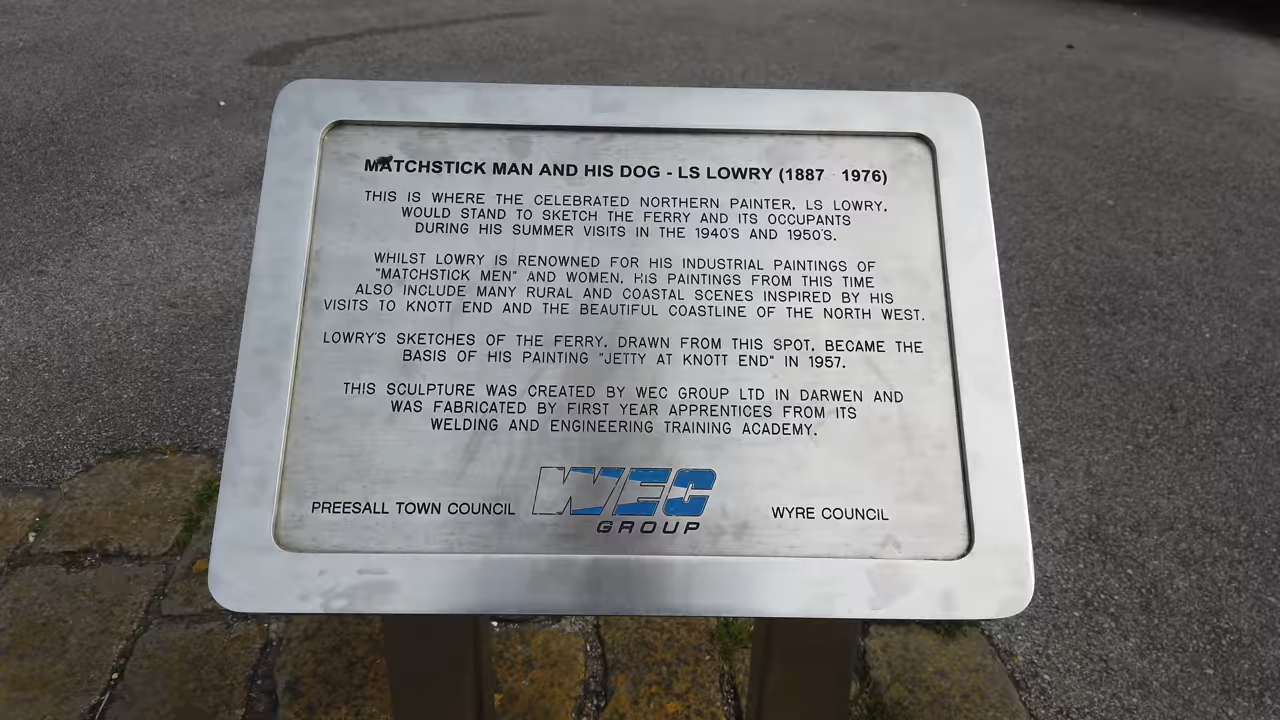 MATCHSTICK MAN AND HIS DOG - LS LOWRY (1887 1976)
THIS IS WHERE THE CELEBRATED NORTHERN PAINTER, LS LOWRY,
WOULD STAND TO SKETCH THE FERRY AND ITS OCCUPANTS
DURING HIS SUMMER VISITS IN THE 1940'S AND 1950'S.
WHILST LOWRY IS RENOWNED FOR HIS INDUSTRIAL PAINTINGS OF
"MATCHSTICK MEN" AND WOMEN, HIS PAINTINGS FROM THIS TIME
ALSO INCLUDE MANY RURAL AND COASTAL SCENES INSPIRED BY HIS
VISITS TO KNOTT END AND THE BEAUTIFUL COASTLINE OF THE NORTH WEST.
LOWRY'S SKETCHES OF THE FERRY, DRAWN FROM THIS SPOT, BECAME THE
BASIS OF HIS PAINTING "JETTY AT KNOTT END" IN 1957.
THIS SCULPTURE WAS CREATED BY WEC GROUP LTD IN DARWEN AND
WAS FABRICATED BY FIRST YEAR APPRENTICES FROM ITS
WELDING AND ENGINEERING TRAINING ACADEMY.
PREESALL TOWN COUNCIL
WEC
GROUP
WYRE COUNCIL